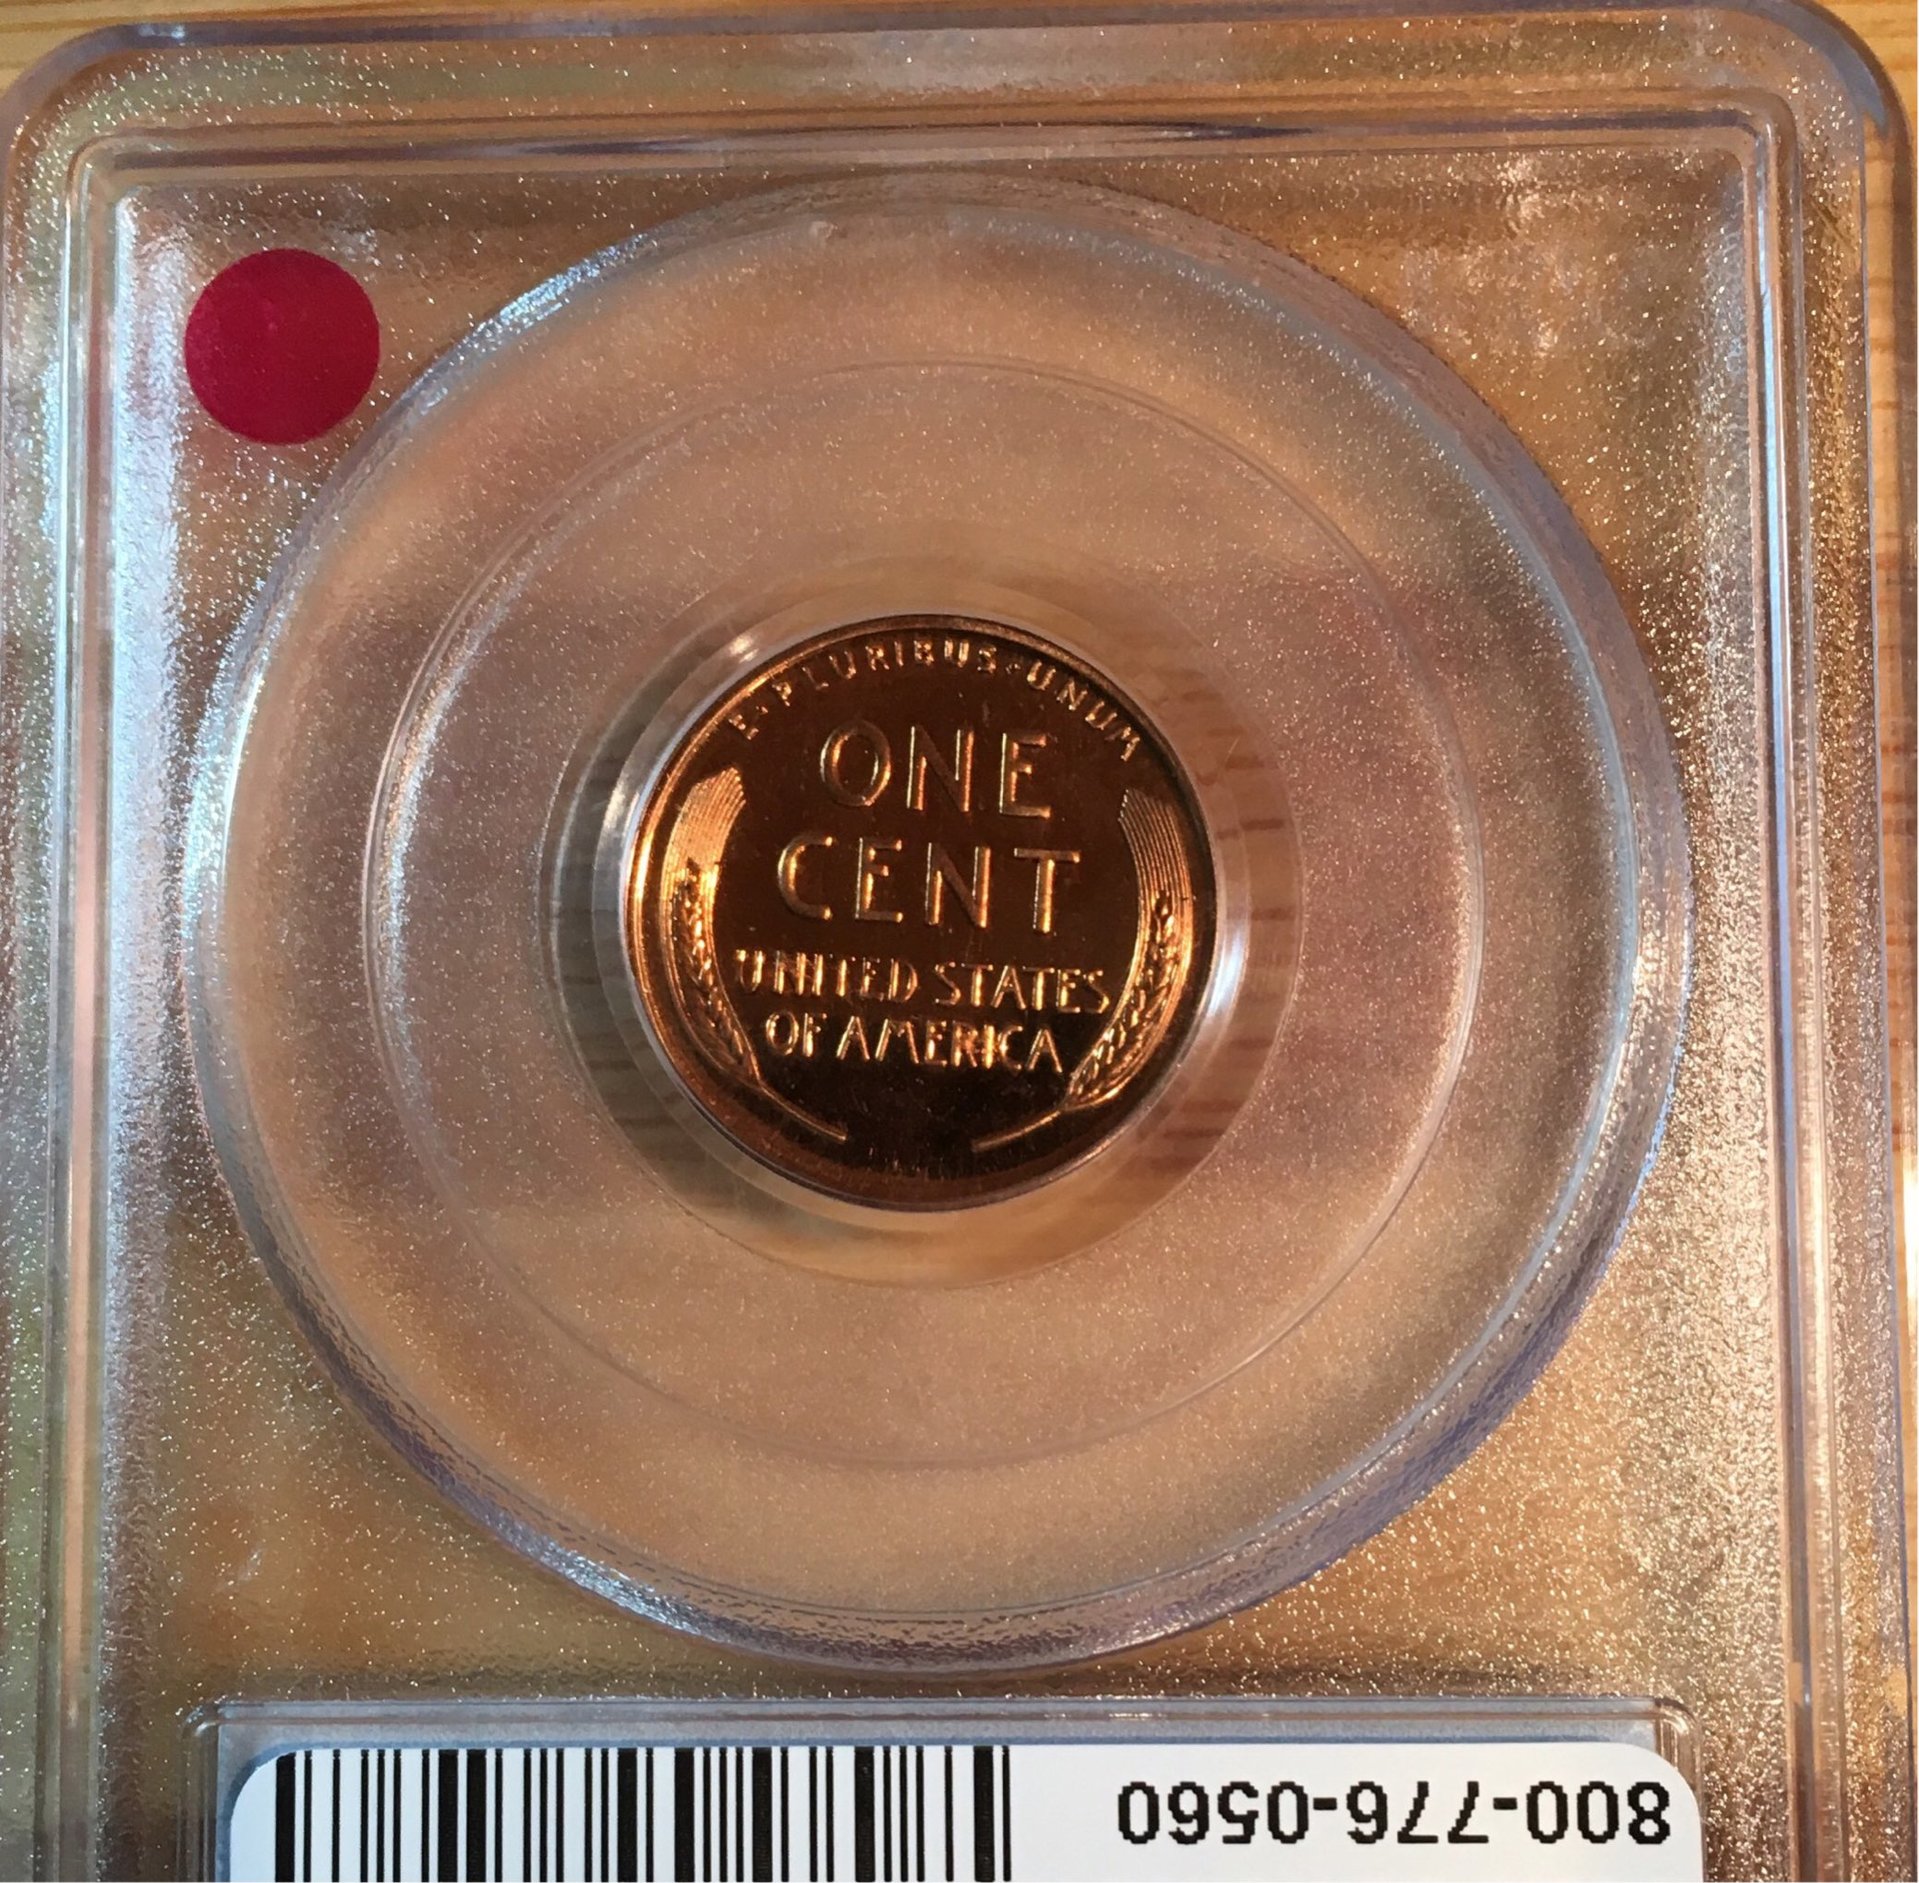 E·PLURIBUS·UNUM
ONE
CENT
UNITED STATES
OF AMERICA
800-776-0560